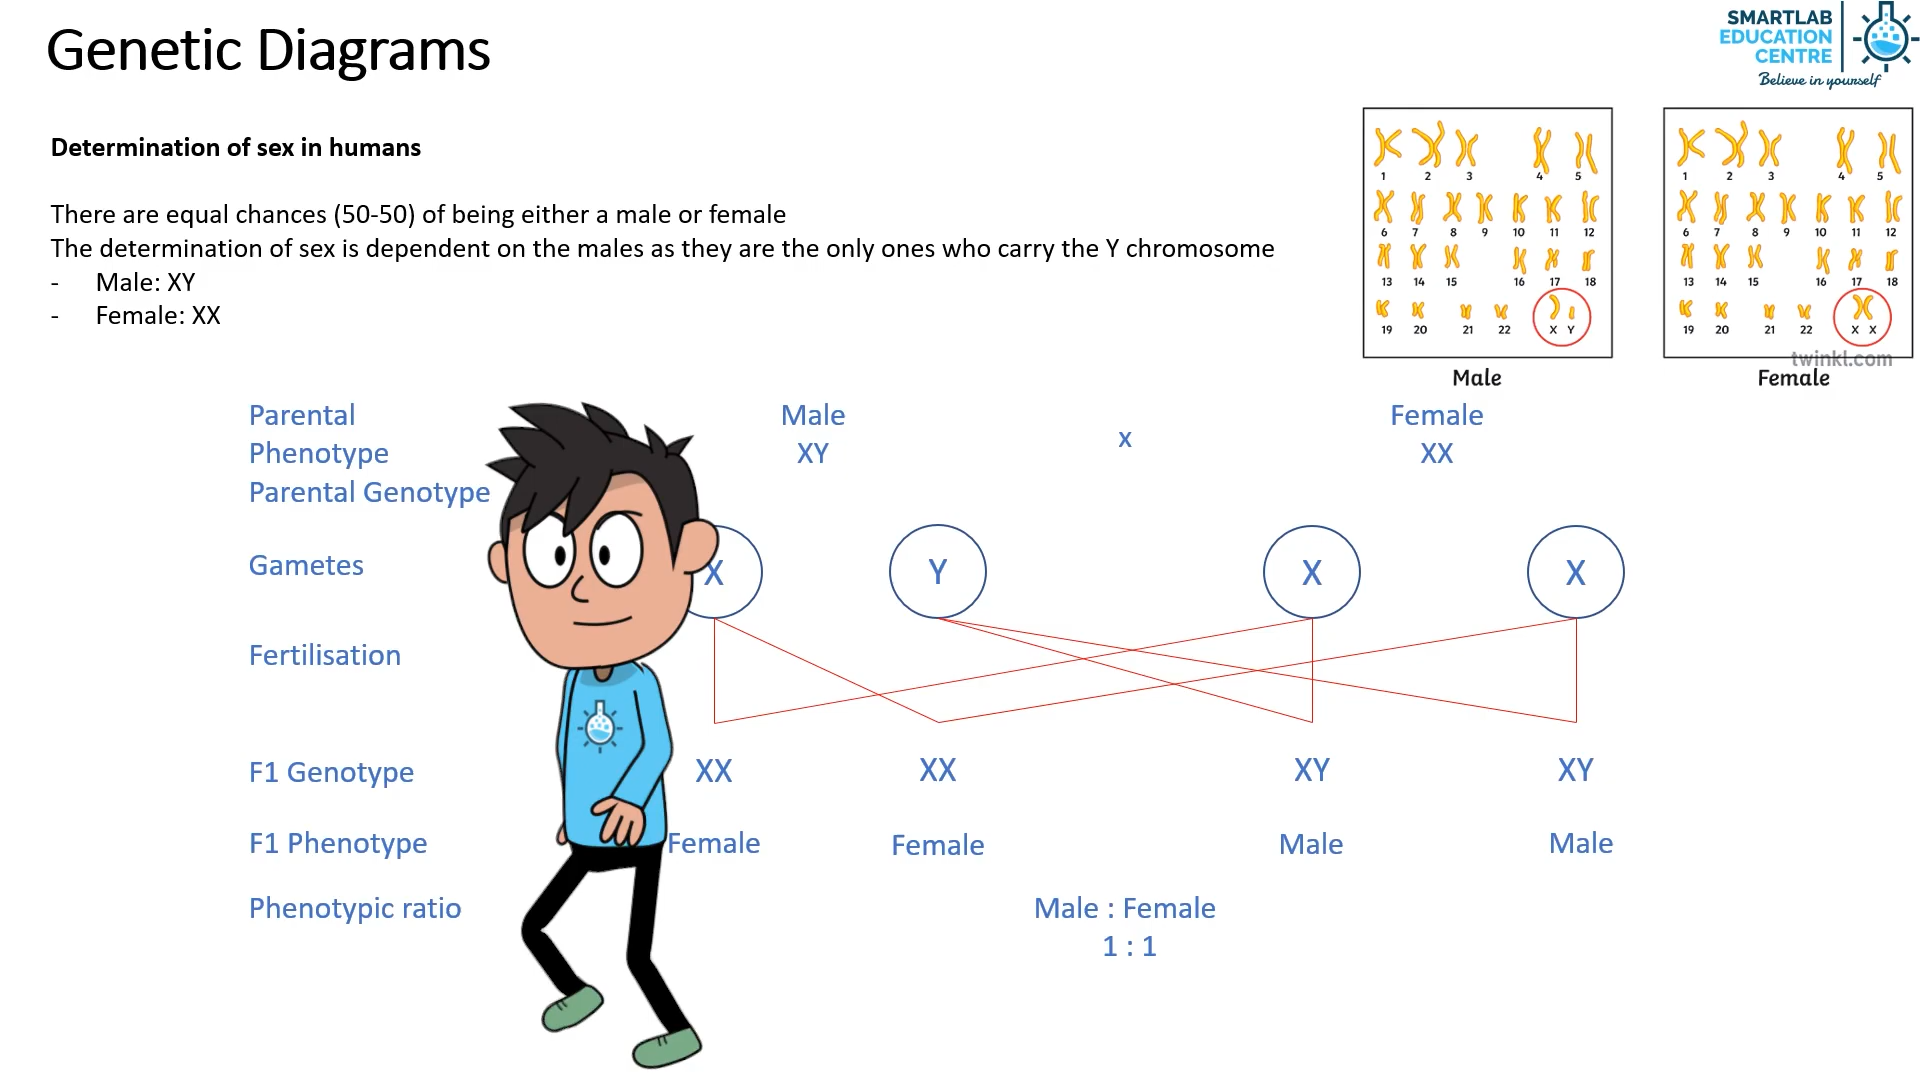 Genetic Diagrams
SMARTLAB
EDUCATION
CENTRE
Believe in yourself
Determination of sex in humans
There are equal chances (50-50) of being either a male or female
The determination of sex is dependent on the males as they are the only ones who carry the Y chromosome
- Male: XY
- Female: XX
1 2 3 4 5
6 7 8 9 10 11 12
13 14 15 16 17 18
19 20 21 22 X Y
Male
1 2 3 4 5
6 7 8 9 10 11 12
13 14 15 16 17 18
19 20 21 22 X X
twinkl.com
Female
Parental Male x Female
Phenotype XY XX
Parental Genotype
Gametes X Y X X
Fertilisation
F1 Genotype XX XX XY XY
F1 Phenotype Female Female Male Male
Phenotypic ratio Male : Female
1 : 1